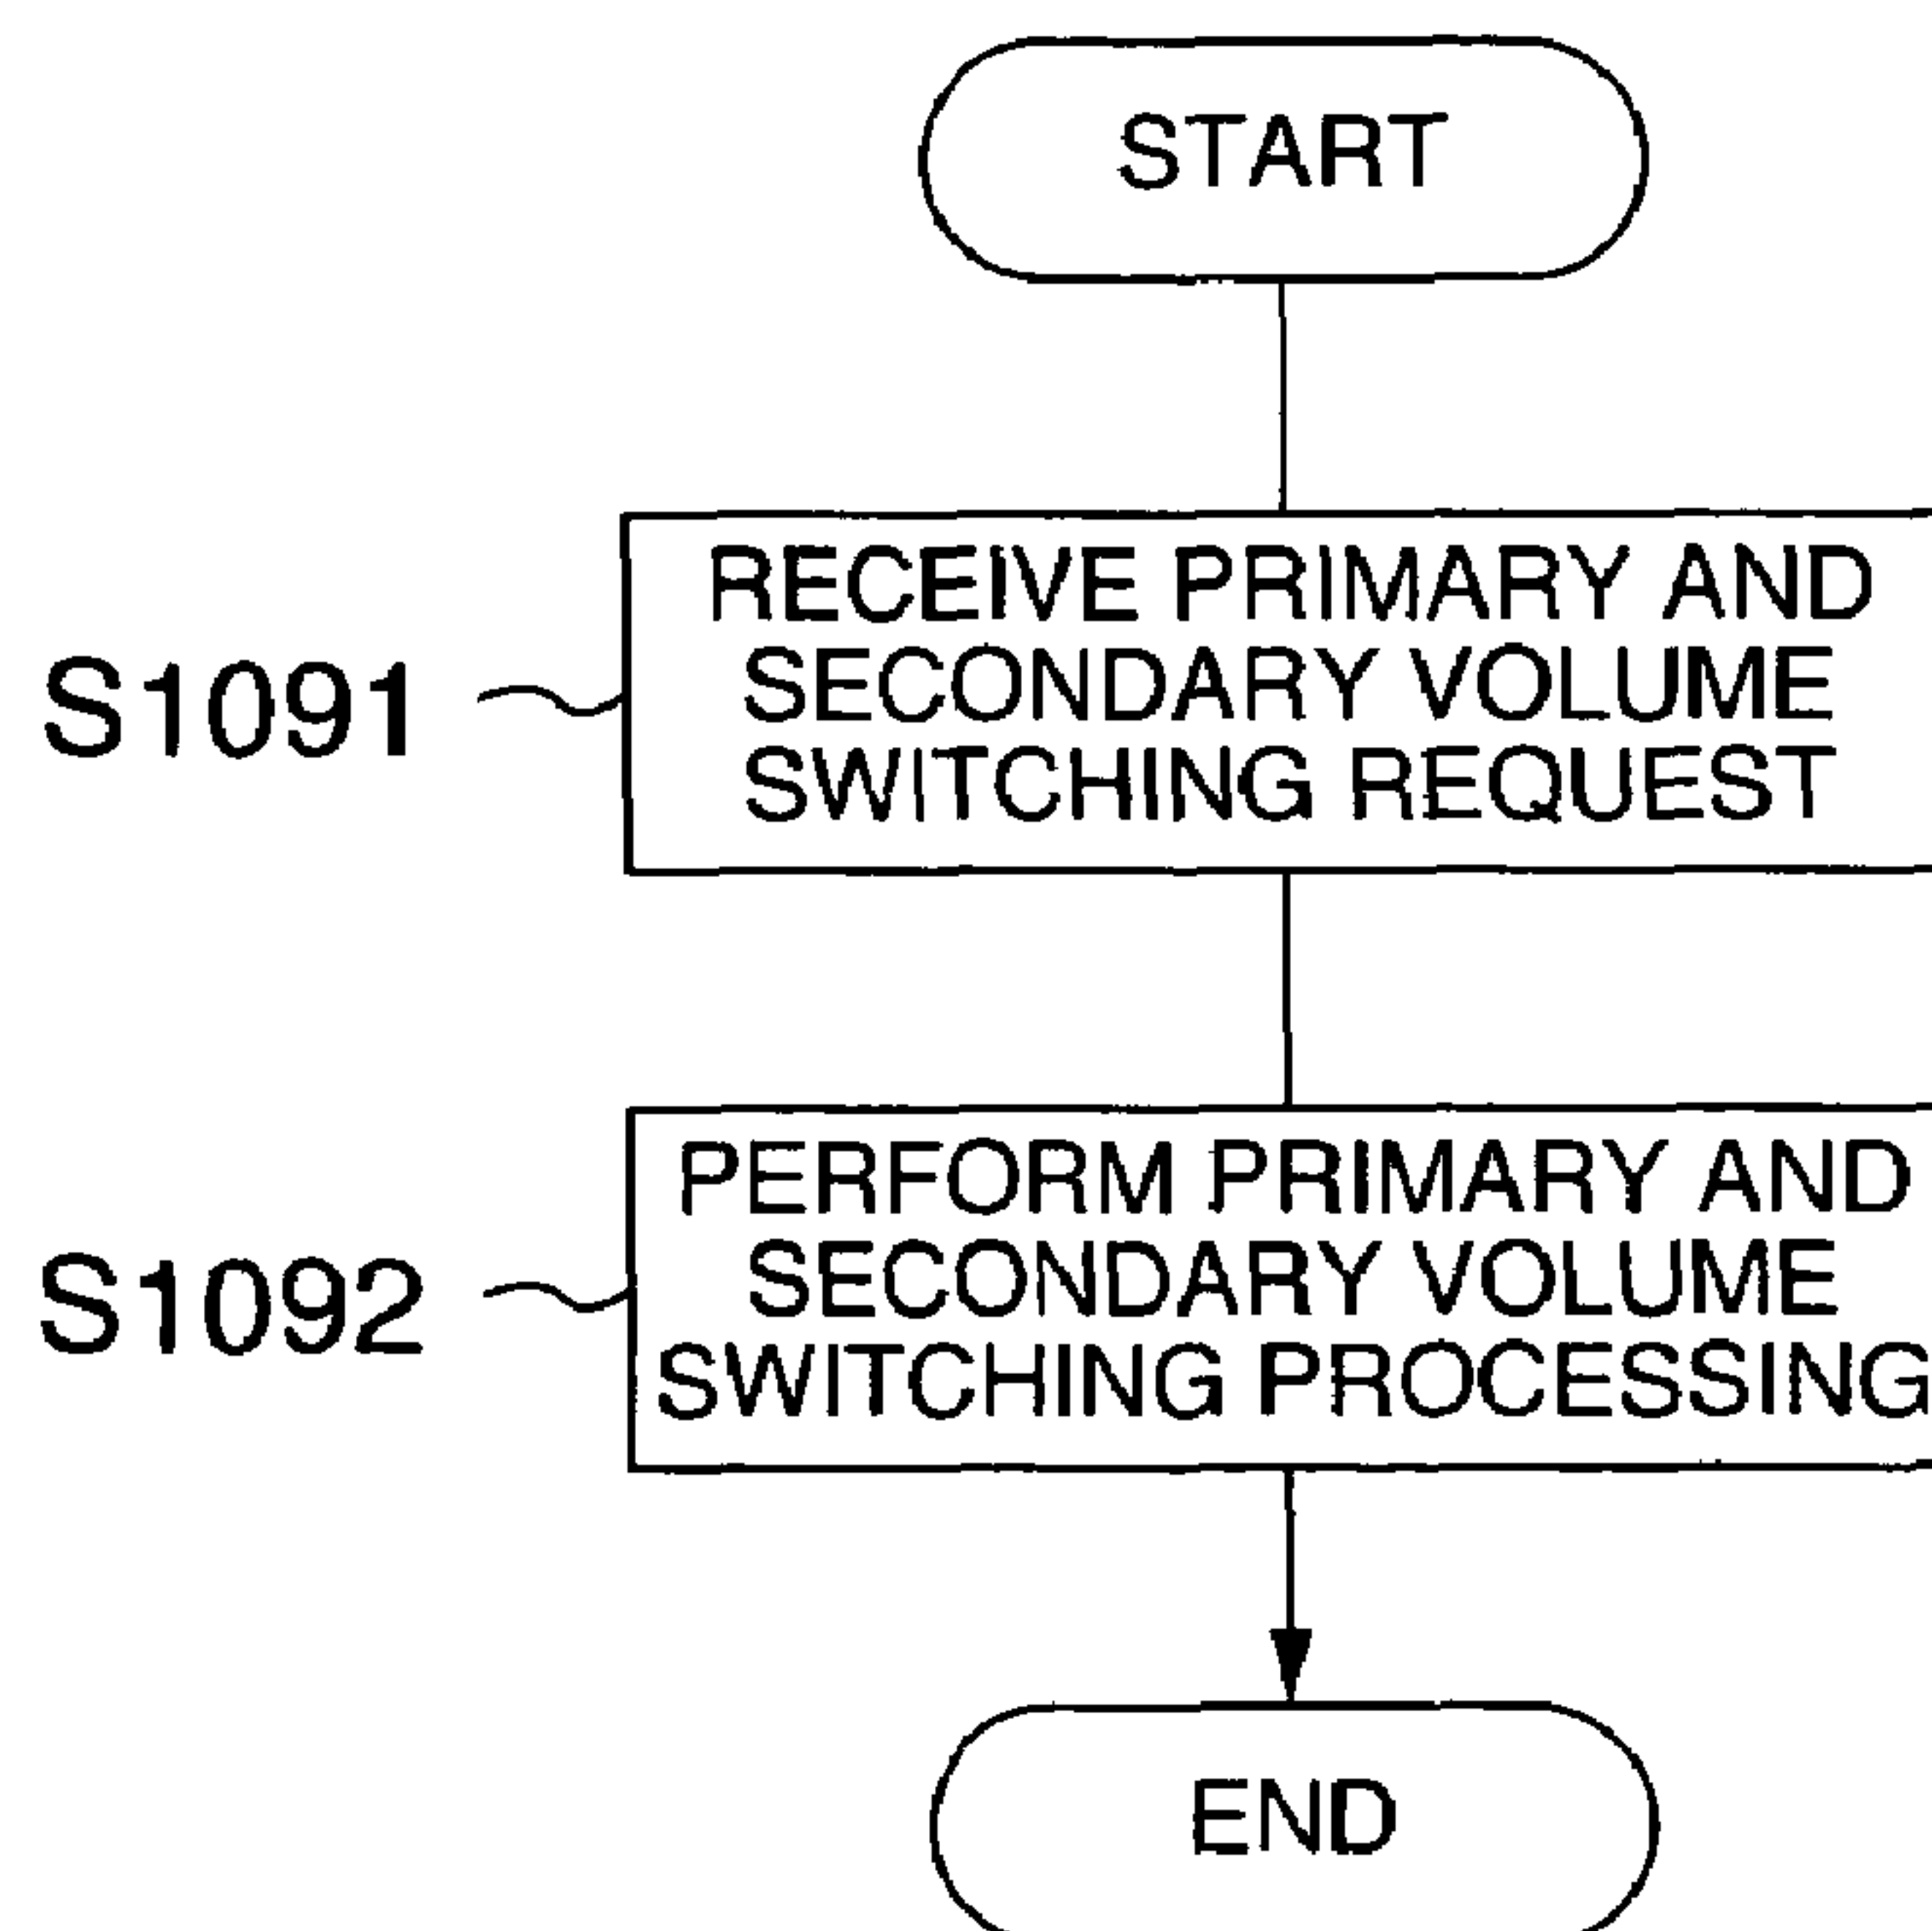 START
RECEIVE PRIMARY AND
SECONDARY VOLUME
SWITCHING REQUEST
S1091
PERFORM PRIMARY AND
SECONDARY VOLUME
SWITCHING PROCESSING
S1092
END